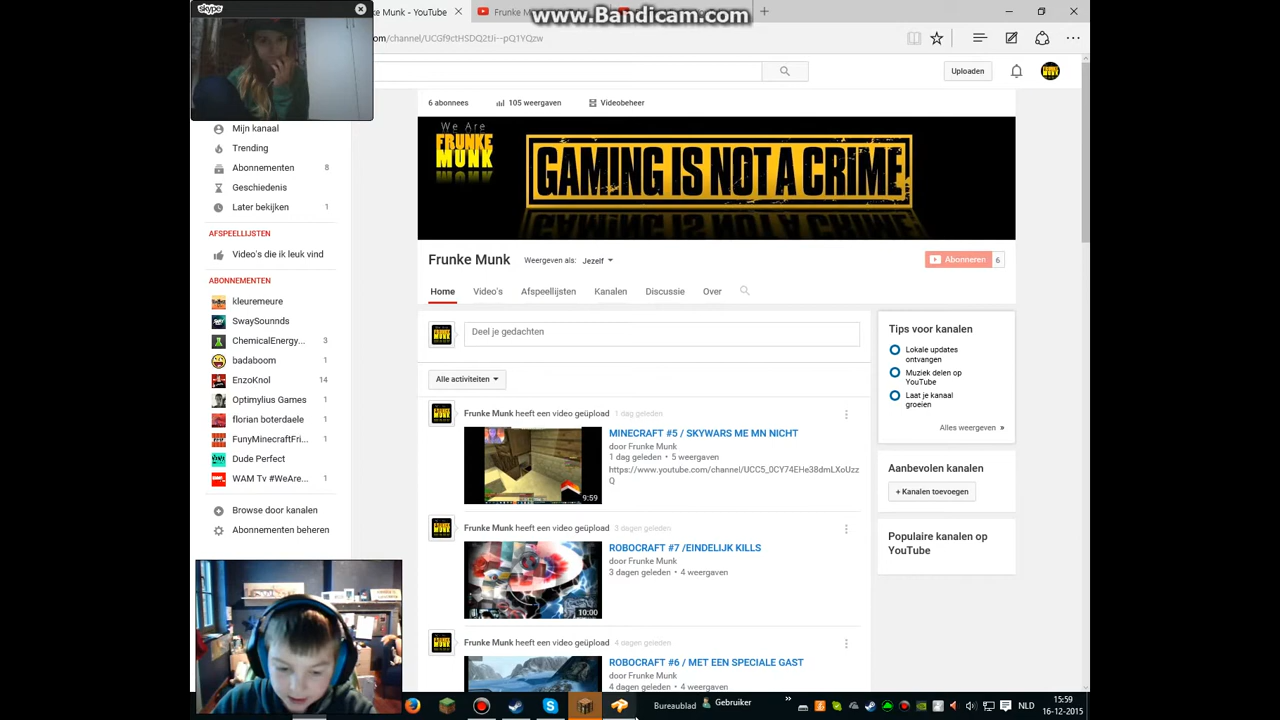 www.Bandicam.com
skype
ke Munk - YouTube
Frunke Mun
om/channel/UCGf9ctHSDQ2tJi--pQ1YQzw
Uploaden
FRUNKE MUNK
6 abonnees
105 weergaven
Videobeheer
We Are
FRUNKE
MUNK
GAMING IS NOT A CRIME.
Mijn kanaal
Trending
Abonnementen 8
Geschiedenis
Later bekijken 1
AFSPEELLIJSTEN
Video's die ik leuk vind
ABONNEMENTEN
kleuremeure
SwaySounnds
ChemicalEnergy... 3
badaboom 1
EnzoKnol 14
Optimylius Games 1
florian boterdaele 1
FunyMinecraftFri... 1
Dude Perfect
WAM Tv #WeAre... 1
Browse door kanalen
Abonnementen beheren
Frunke Munk
Weergeven als: Jezelf
Abonneren 6
Home Video's Afspeellijsten Kanalen Discussie Over
Deel je gedachten
Alle activiteiten
Frunke Munk heeft een video geüpload 1 dag geleden
MINECRAFT #5 / SKYWARS ME MN NICHT
door Frunke Munk
1 dag geleden • 5 weergaven
https://www.youtube.com/channel/UCC5_0CY74EHe38dmLXoUzz
Q
9:59
Frunke Munk heeft een video geüpload 3 dagen geleden
ROBOCRAFT #7 /EINDELIJK KILLS
door Frunke Munk
3 dagen geleden • 4 weergaven
10:00
Frunke Munk heeft een video geüpload 4 dagen geleden
ROBOCRAFT #6 / MET EEN SPECIALE GAST
door Frunke Munk
4 dagen geleden • 4 weergaven
Tips voor kanalen
Lokale updates
ontvangen
Muziek delen op
YouTube
Laat je kanaal
groeien
Alles weergeven »
Aanbevolen kanalen
+ Kanalen toevoegen
Populaire kanalen op
YouTube
Bureaublad
Gebruiker
NLD
15:59
16-12-2015